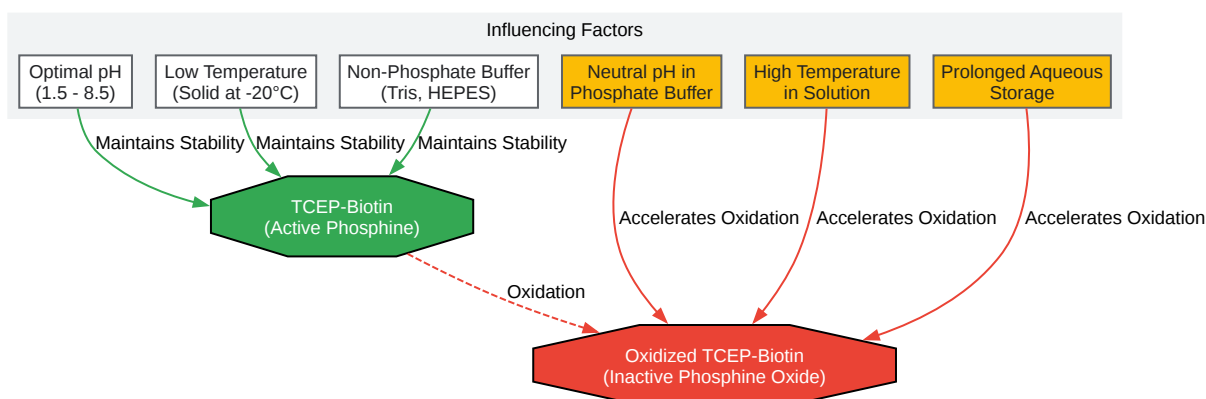 Influencing Factors
Optimal pH
(1.5 - 8.5)
Low Temperature
(Solid at -20°C)
Non-Phosphate Buffer
(Tris, HEPES)
Neutral pH in
Phosphate Buffer
High Temperature
in Solution
Prolonged Aqueous
Storage
Maintains Stability
Maintains Stability
Maintains Stability
TCEP-Biotin
(Active Phosphine)
Accelerates Oxidation
Accelerates Oxidation
Accelerates Oxidation
Oxidation
Oxidized TCEP-Biotin
(Inactive Phosphine Oxide)